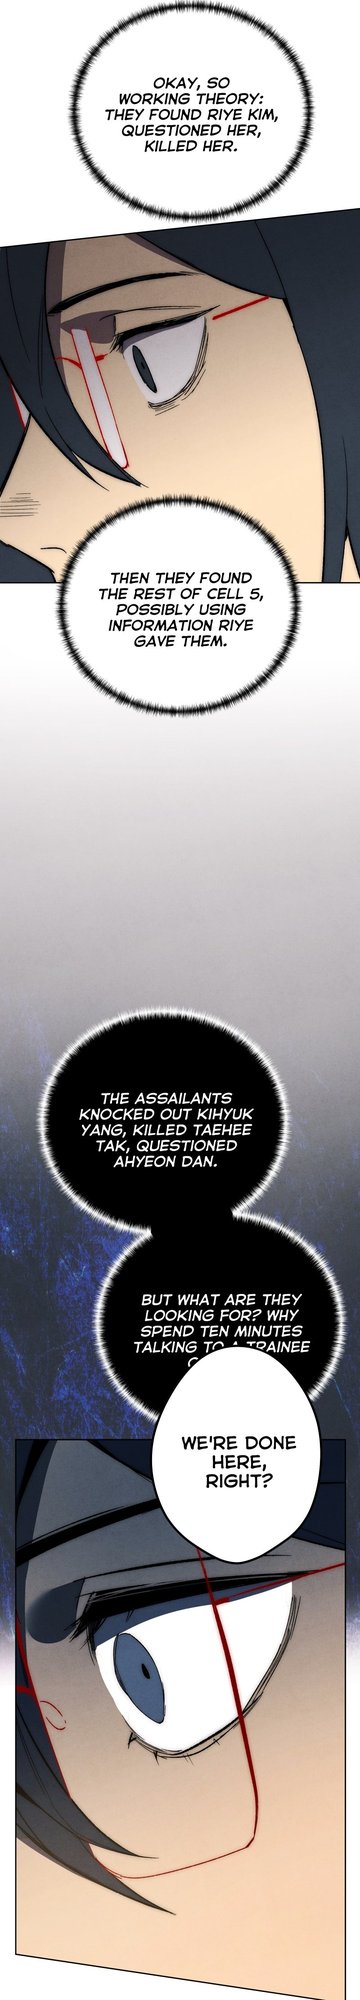 OKAY, SO
WORKING THEORY:
THEY FOUND RIYE KIM,
QUESTIONED HER,
KILLED HER.
THEN THEY FOUND
THE REST OF CELL 5,
POSSIBLY USING
INFORMATION RIYE
GAVE THEM.
THE ASSAILANTS
KNOCKED OUT KIHYUK
YANG, KILLED TAEHEE
TAK, QUESTIONED
AHYEON DAN.
BUT WHAT ARE THEY
LOOKING FOR? WHY
SPEND TEN MINUTES
TALKING TO A TRAINEE
WE'RE DONE
HERE,
RIGHT?